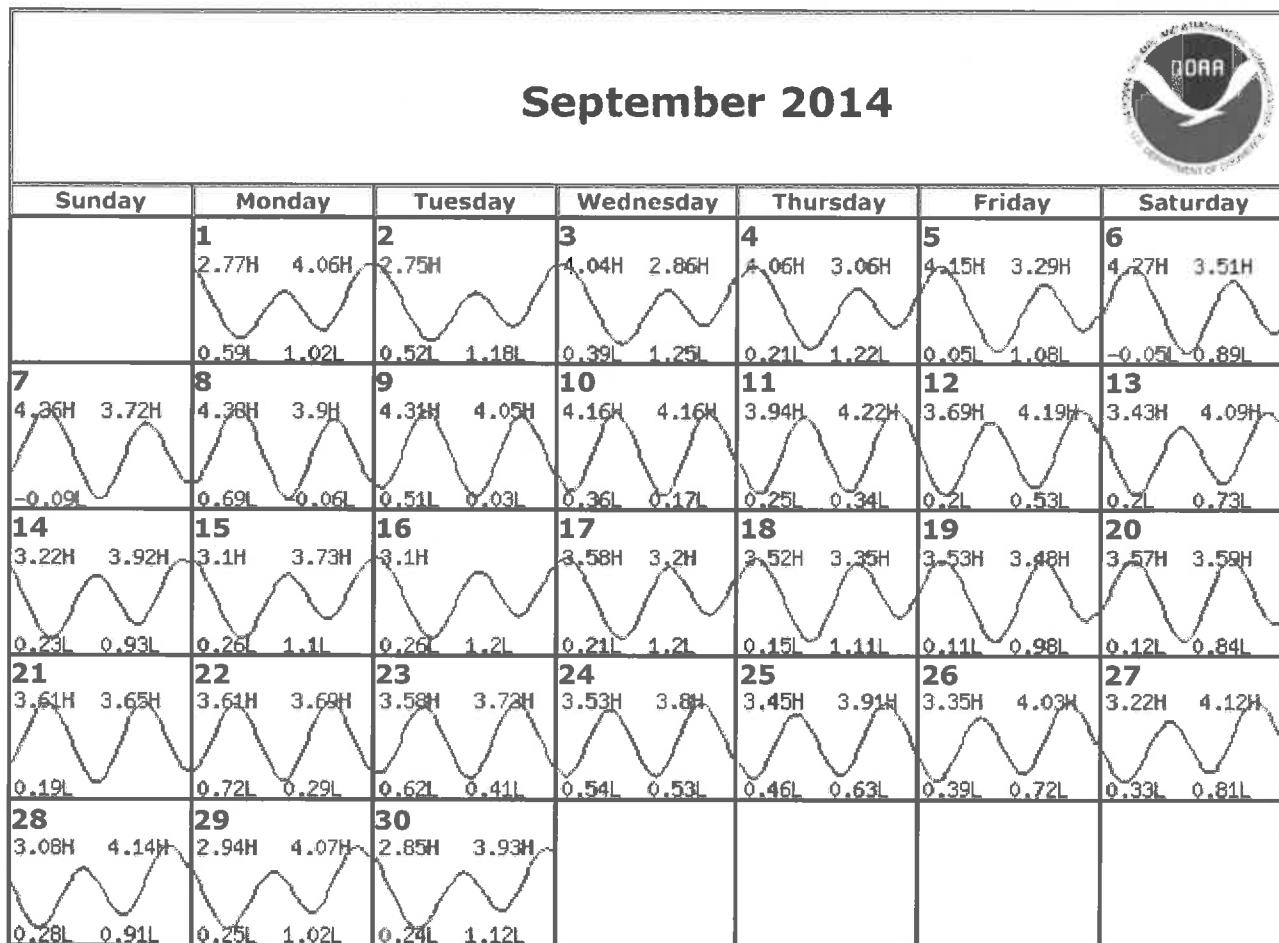 September 2014
NOAA
Sunday Monday Tuesday Wednesday Thursday Friday Saturday
1 2 3 4 5 6
2.77H 4.06H 2.75H 4.04H 2.86H 4.06H 3.06H 4.15H 3.29H 4.27H 3.51H
0.59L 1.02L 0.52L 1.18L 0.39L 1.25L 0.21L 1.22L 0.05L 1.08L -0.05L 0.89L
7 8 9 10 11 12 13
4.36H 3.72H 4.38H 3.9H 4.31H 4.05H 4.16H 4.16H 3.94H 4.22H 3.69H 4.19H 3.43H 4.09H
-0.09L 0.69L -0.06L 0.51L 0.03L 0.36L 0.17L 0.25L 0.34L 0.2L 0.53L 0.2L 0.73L
14 15 16 17 18 19 20
3.22H 3.92H 3.1H 3.73H 3.1H 3.58H 3.2H 3.52H 3.35H 3.53H 3.48H 3.57H 3.59H
0.23L 0.93L 0.26L 1.1L 0.26L 1.2L 0.21L 1.2L 0.15L 1.11L 0.11L 0.98L 0.12L 0.84L
21 22 23 24 25 26 27
3.61H 3.65H 3.61H 3.69H 3.58H 3.73H 3.53H 3.8H 3.45H 3.91H 3.35H 4.03H 3.22H 4.12H
0.19L 0.72L 0.29L 0.62L 0.41L 0.54L 0.53L 0.46L 0.63L 0.39L 0.72L 0.33L 0.81L
28 29 30
3.08H 4.14H 2.94H 4.07H 2.85H 3.93H
0.28L 0.91L 0.25L 1.02L 0.24L 1.12L